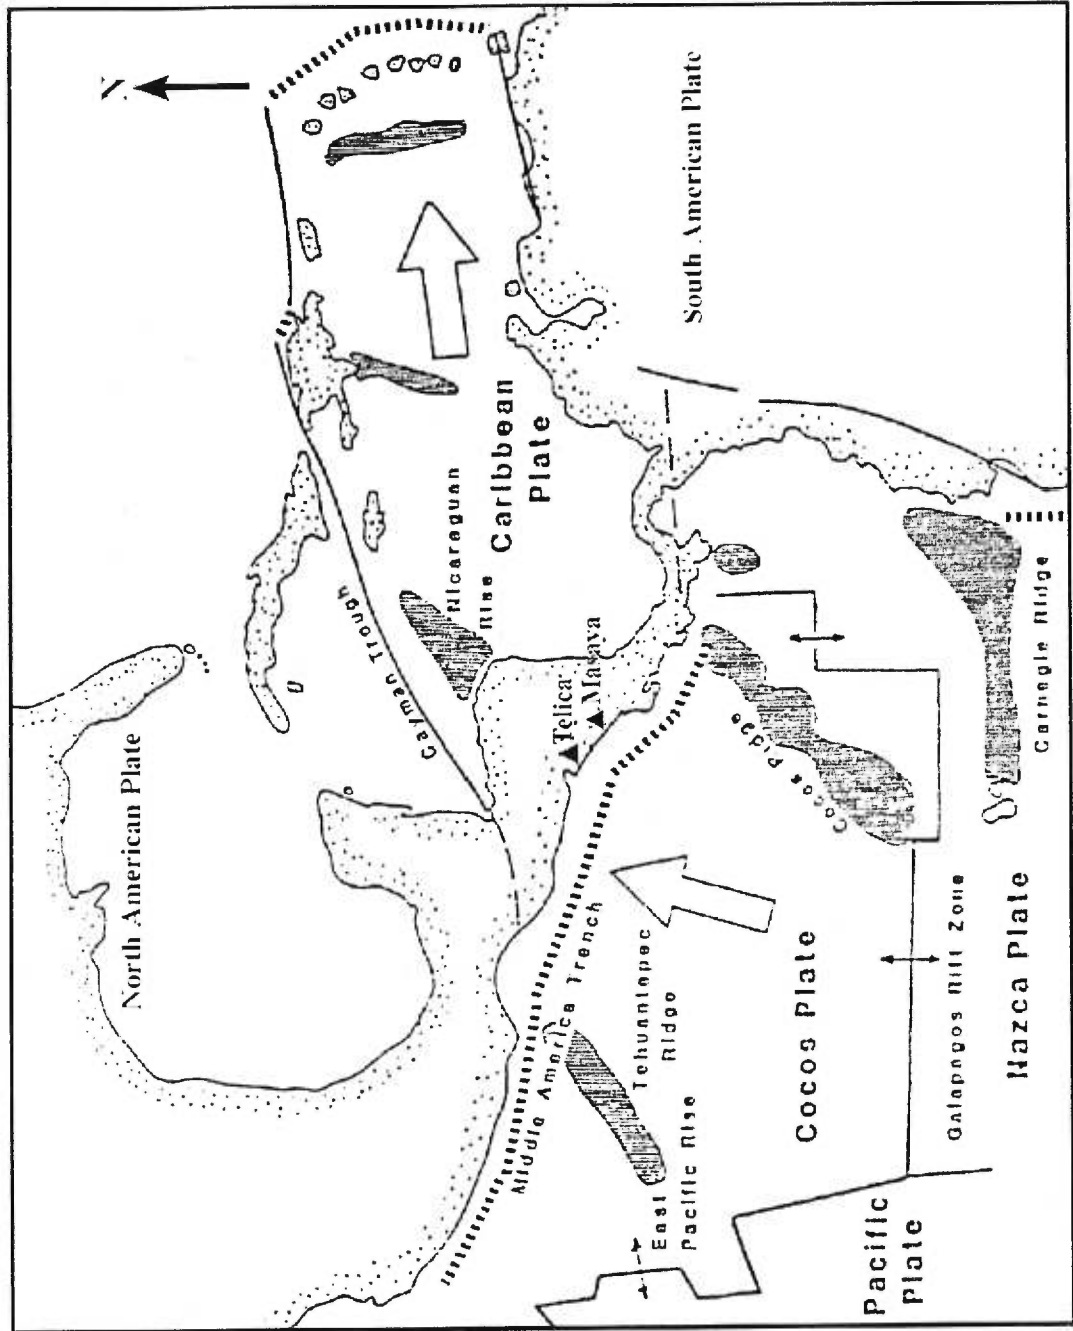 N
North American Plate
Cayman Trough
Nicaraguan
Rise
Caribbean
Plate
South American Plate
Telica
Masaya
Middle America Trench
Tehuantepec
Ridge
East
Pacific Rise
Cocos Ridge
Cocos Plate
Galapagos Rift Zone
Carnegie Ridge
Nazca Plate
Pacific
Plate